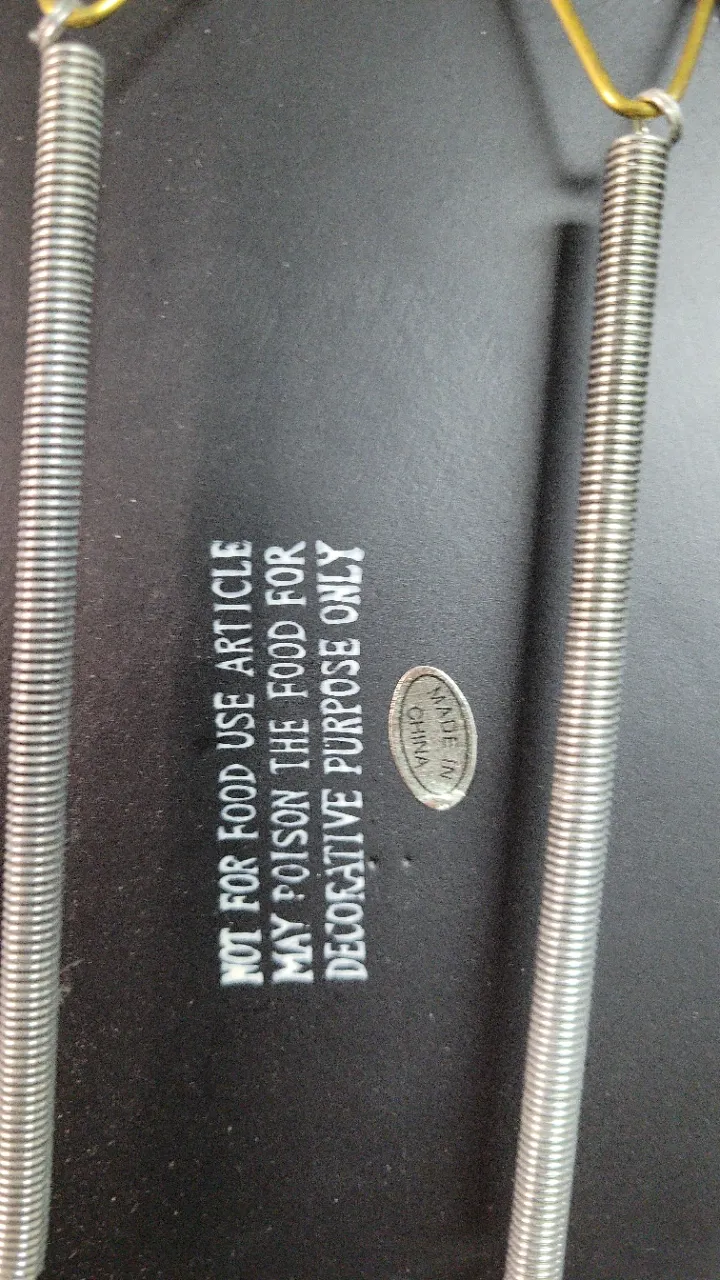 NOT FOR FOOD USE ARTICLE
MAY POISON THE FOOD FOR
DECORATIVE PURPOSE ONLY
MADE IN
CHINA